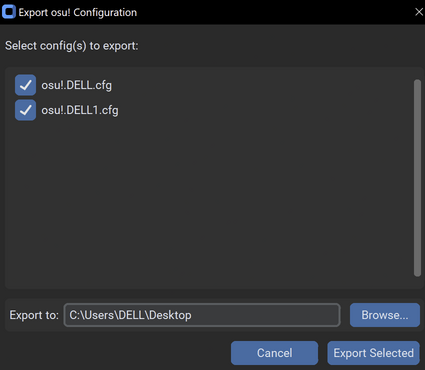 Export osu! Configuration
Select config(s) to export:
osu!.DELL.cfg
osu!.DELL1.cfg
Export to: C:\Users\DELL\Desktop Browse...
Cancel Export Selected